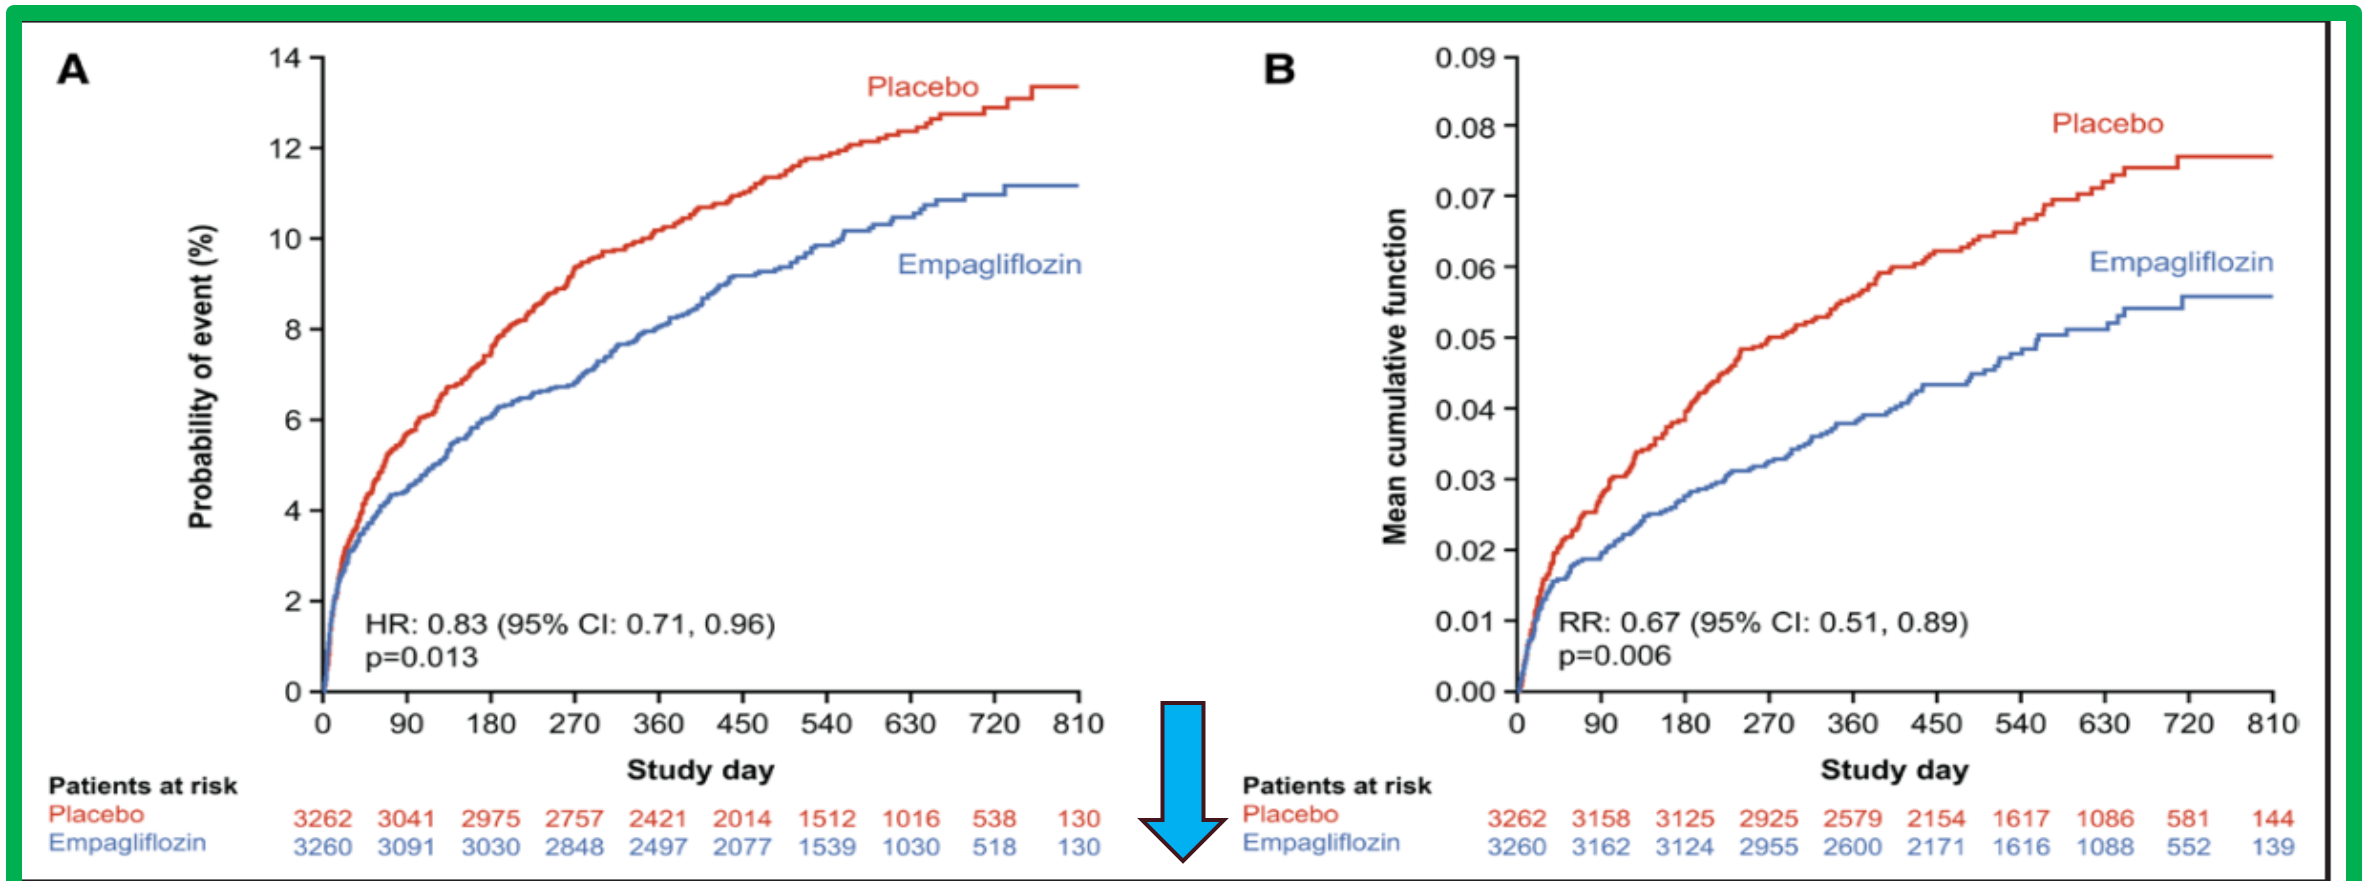 A
14
12
10
8
6
4
2
0
Probability of event (%)
Placebo
Empagliflozin
HR: 0.83 (95% CI: 0.71, 0.96)
p=0.013
0 90 180 270 360 450 540 630 720 810
Study day
Patients at risk
Placebo 3262 3041 2975 2757 2421 2014 1512 1016 538 130
Empagliflozin 3260 3091 3030 2848 2497 2077 1539 1030 518 130
B
0.09
0.08
0.07
0.06
0.05
0.04
0.03
0.02
0.01
0.00
Mean cumulative function
Placebo
Empagliflozin
RR: 0.67 (95% CI: 0.51, 0.89)
p=0.006
0 90 180 270 360 450 540 630 720 810
Study day
Patients at risk
Placebo 3262 3158 3125 2925 2579 2154 1617 1086 581 144
Empagliflozin 3260 3162 3124 2955 2600 2171 1616 1088 552 139